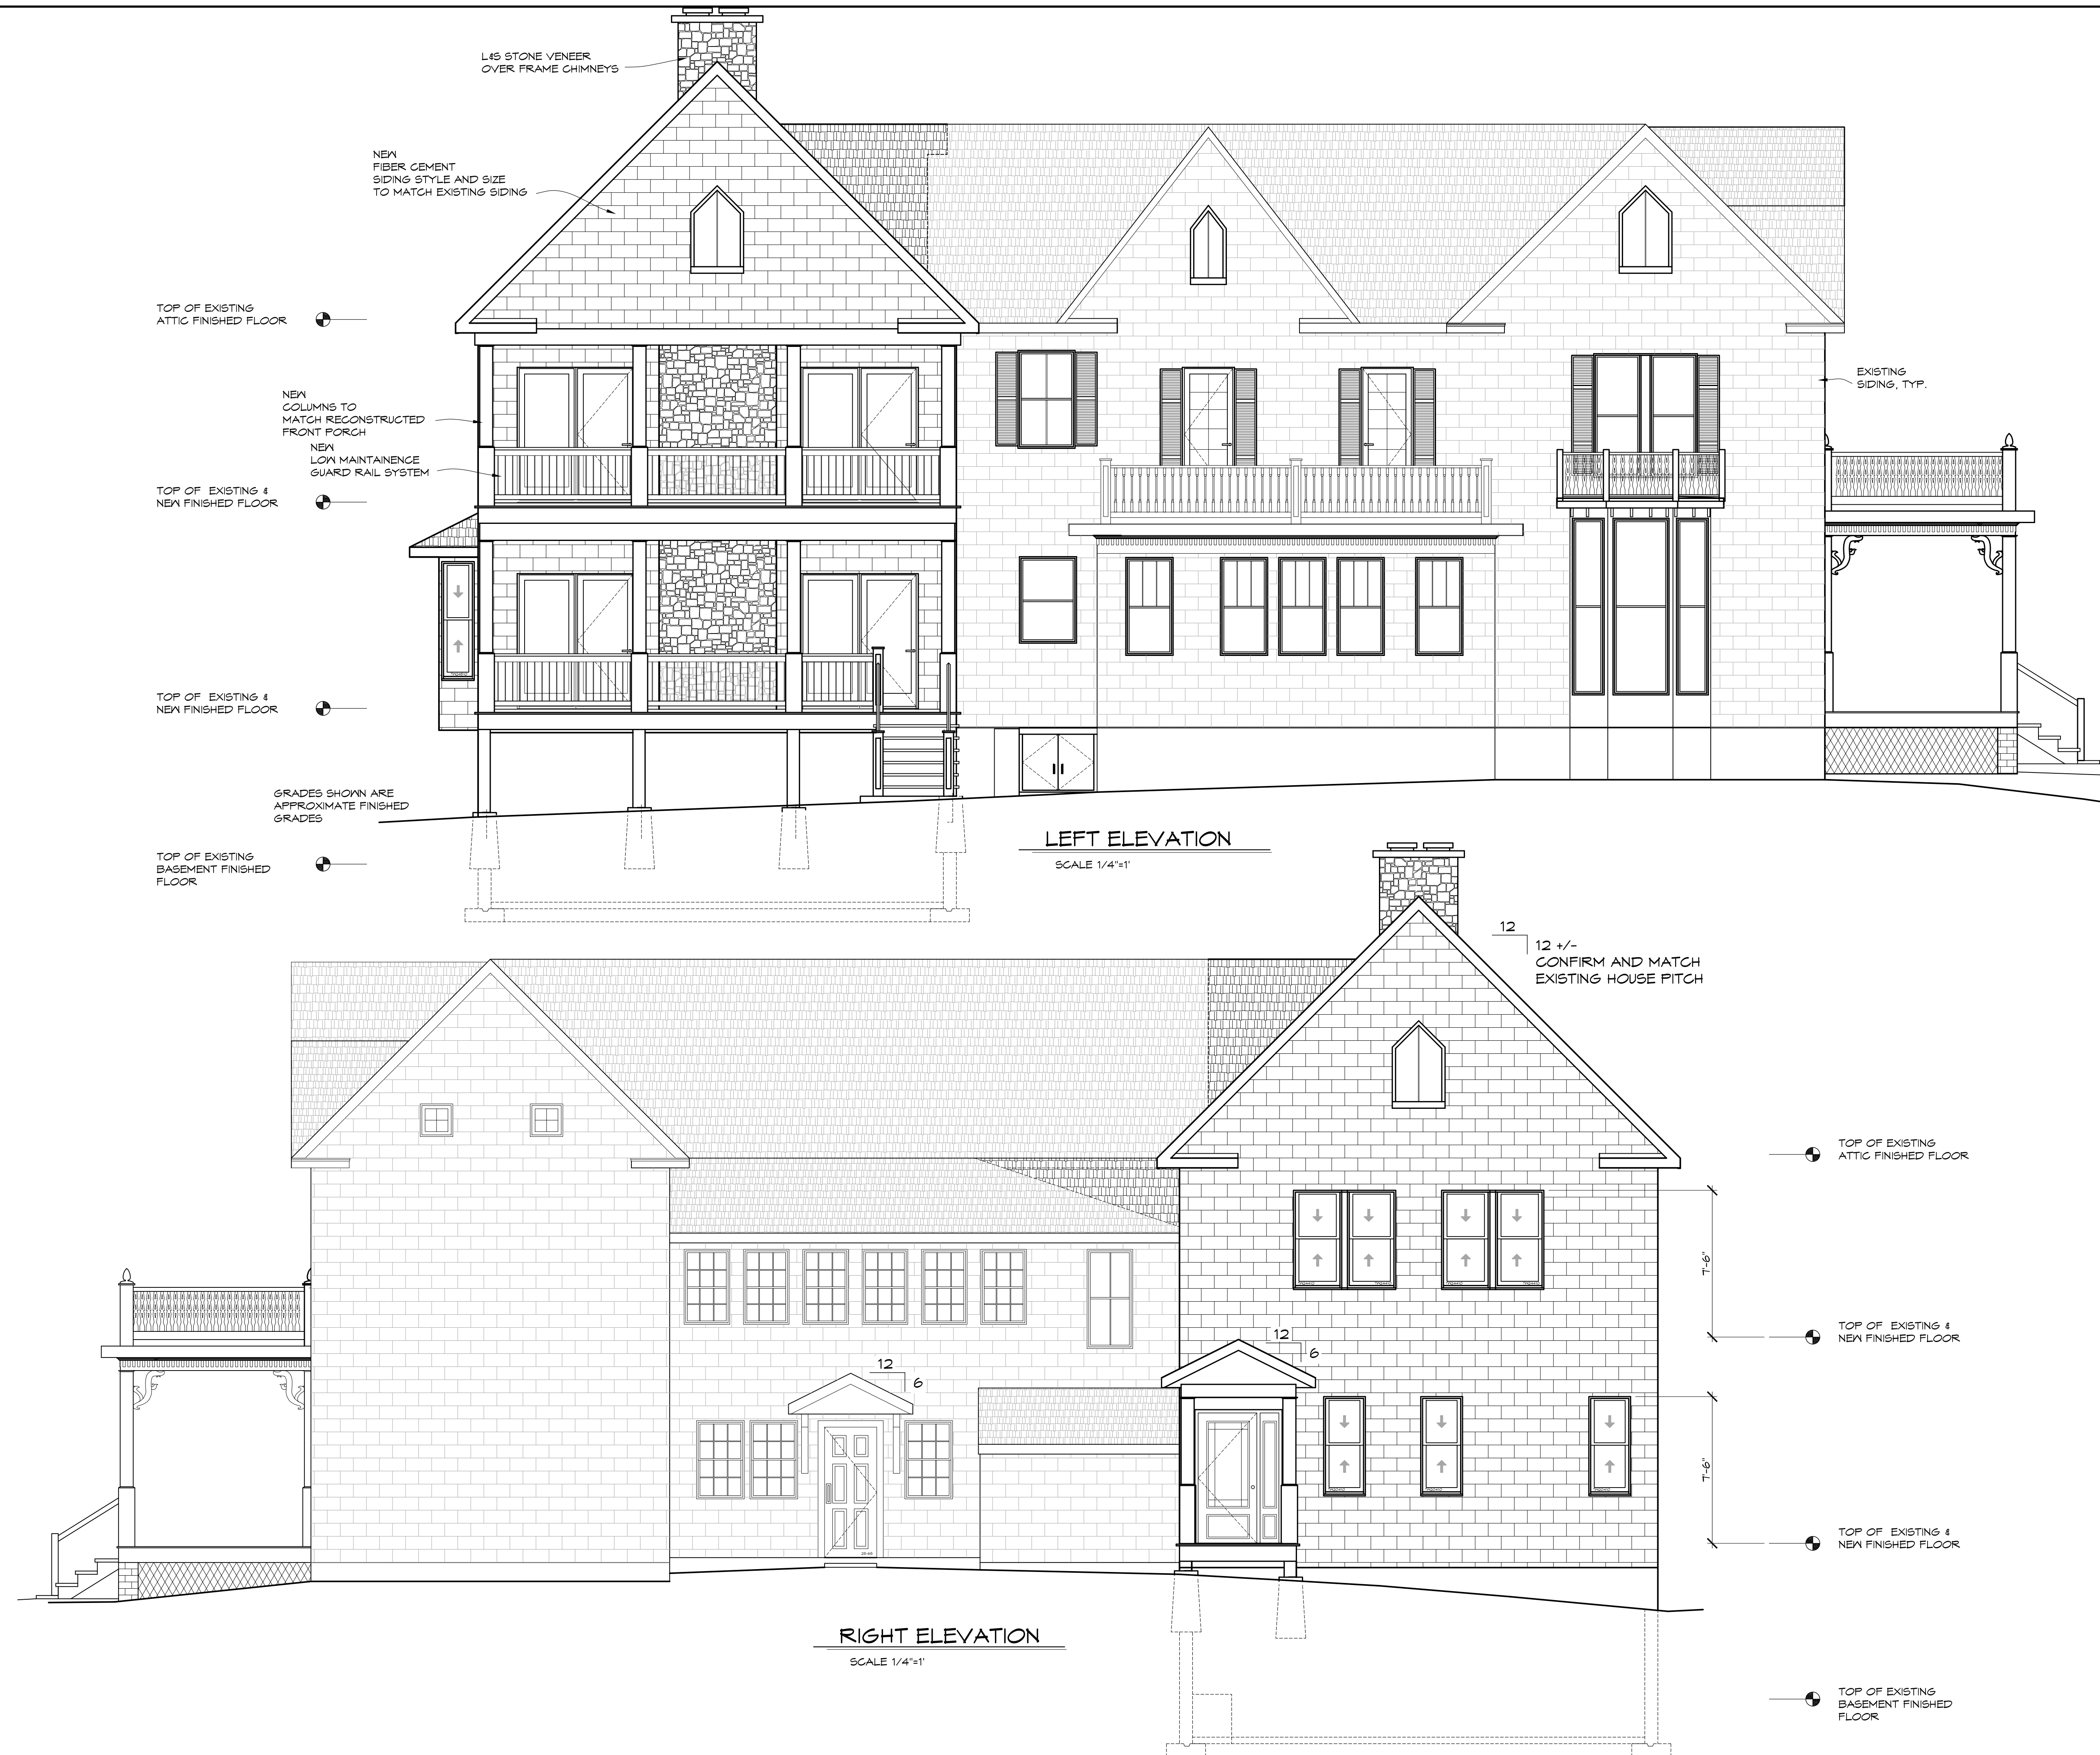 L&S STONE VENEER
OVER FRAME CHIMNEYS
NEW
FIBER CEMENT
SIDING STYLE AND SIZE
TO MATCH EXISTING SIDING
TOP OF EXISTING
ATTIC FINISHED FLOOR
EXISTING
SIDING, TYP.
NEW
COLUMNS TO
MATCH RECONSTRUCTED
FRONT PORCH
NEW
LOW MAINTAINENCE
GUARD RAIL SYSTEM
TOP OF EXISTING &
NEW FINISHED FLOOR
TOP OF EXISTING &
NEW FINISHED FLOOR
GRADES SHOWN ARE
APPROXIMATE FINISHED
GRADES
TOP OF EXISTING
BASEMENT FINISHED
FLOOR
LEFT ELEVATION
SCALE 1/4"=1'
12
12 +/-
CONFIRM AND MATCH
EXISTING HOUSE PITCH
TOP OF EXISTING
ATTIC FINISHED FLOOR
7'-6"
TOP OF EXISTING &
NEW FINISHED FLOOR
12
6
12
6
7'-6"
TOP OF EXISTING &
NEW FINISHED FLOOR
RIGHT ELEVATION
SCALE 1/4"=1'
TOP OF EXISTING
BASEMENT FINISHED
FLOOR